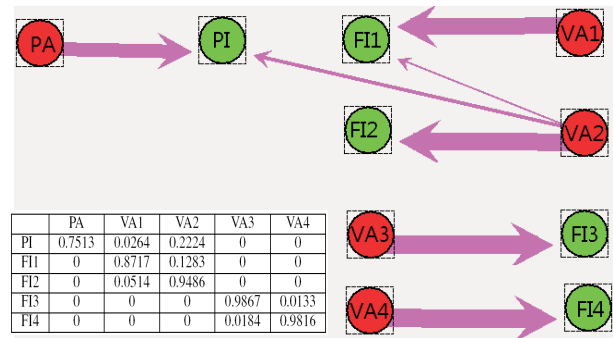 PA
PI
FI1
VA1
FI2
VA2
VA3
FI3
VA4
FI4
PA VA1 VA2 VA3 VA4
PI 0.7513 0.0264 0.2224 0 0
FI1 0 0.8717 0.1283 0 0
FI2 0 0.0514 0.9486 0 0
FI3 0 0 0 0.9867 0.0133
FI4 0 0 0 0.0184 0.9816